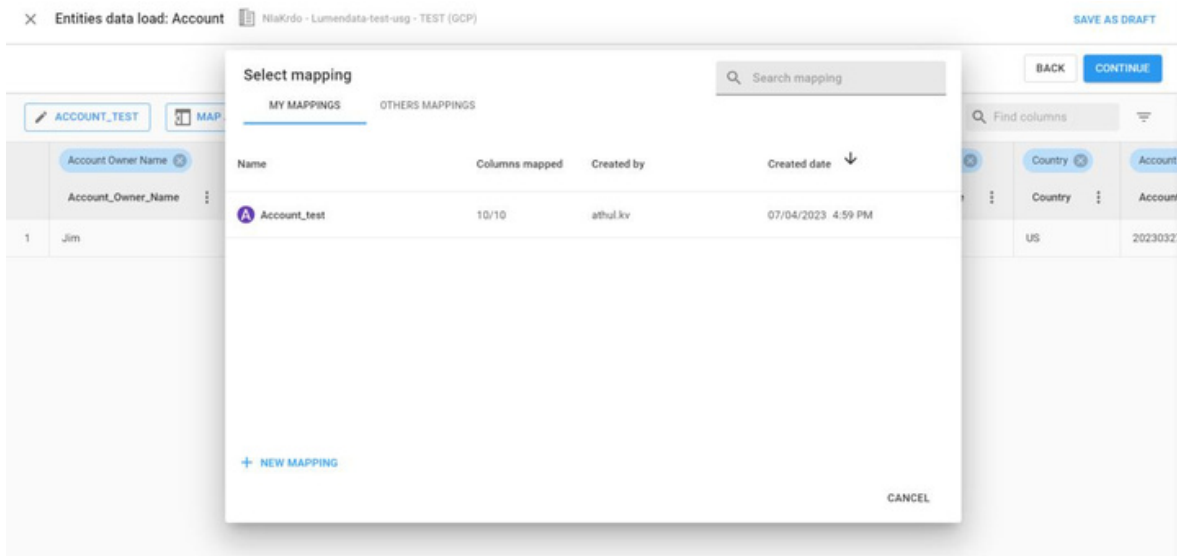 Entities data load: Account NIaKrdo - Lumendata-test-usg - TEST (GCP) SAVE AS DRAFT
BACK CONTINUE
Select mapping Search mapping
MY MAPPINGS OTHERS MAPPINGS
ACCOUNT_TEST MAP Find columns
Account Owner Name Country Account
Name Columns mapped Created by Created date
Account_Owner_Name Country Accoun
A Account_test 10/10 athul.kv 07/04/2023 4:59 PM
1 Jim US 2023032
+ NEW MAPPING
CANCEL